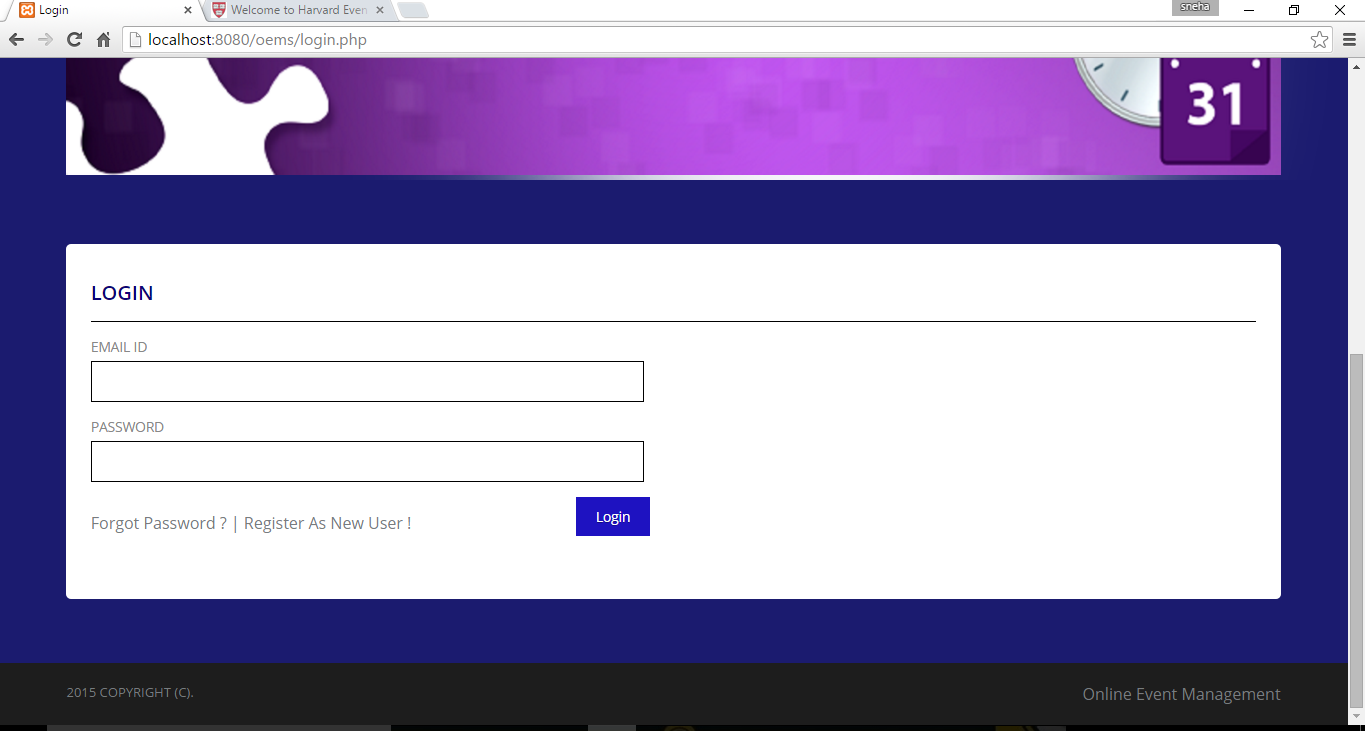 Login
Welcome to Harvard Even
sneha
localhost:8080/oems/login.php
31
LOGIN
EMAIL ID
PASSWORD
Forgot Password ? | Register As New User !
Login
2015 COPYRIGHT (C).
Online Event Management